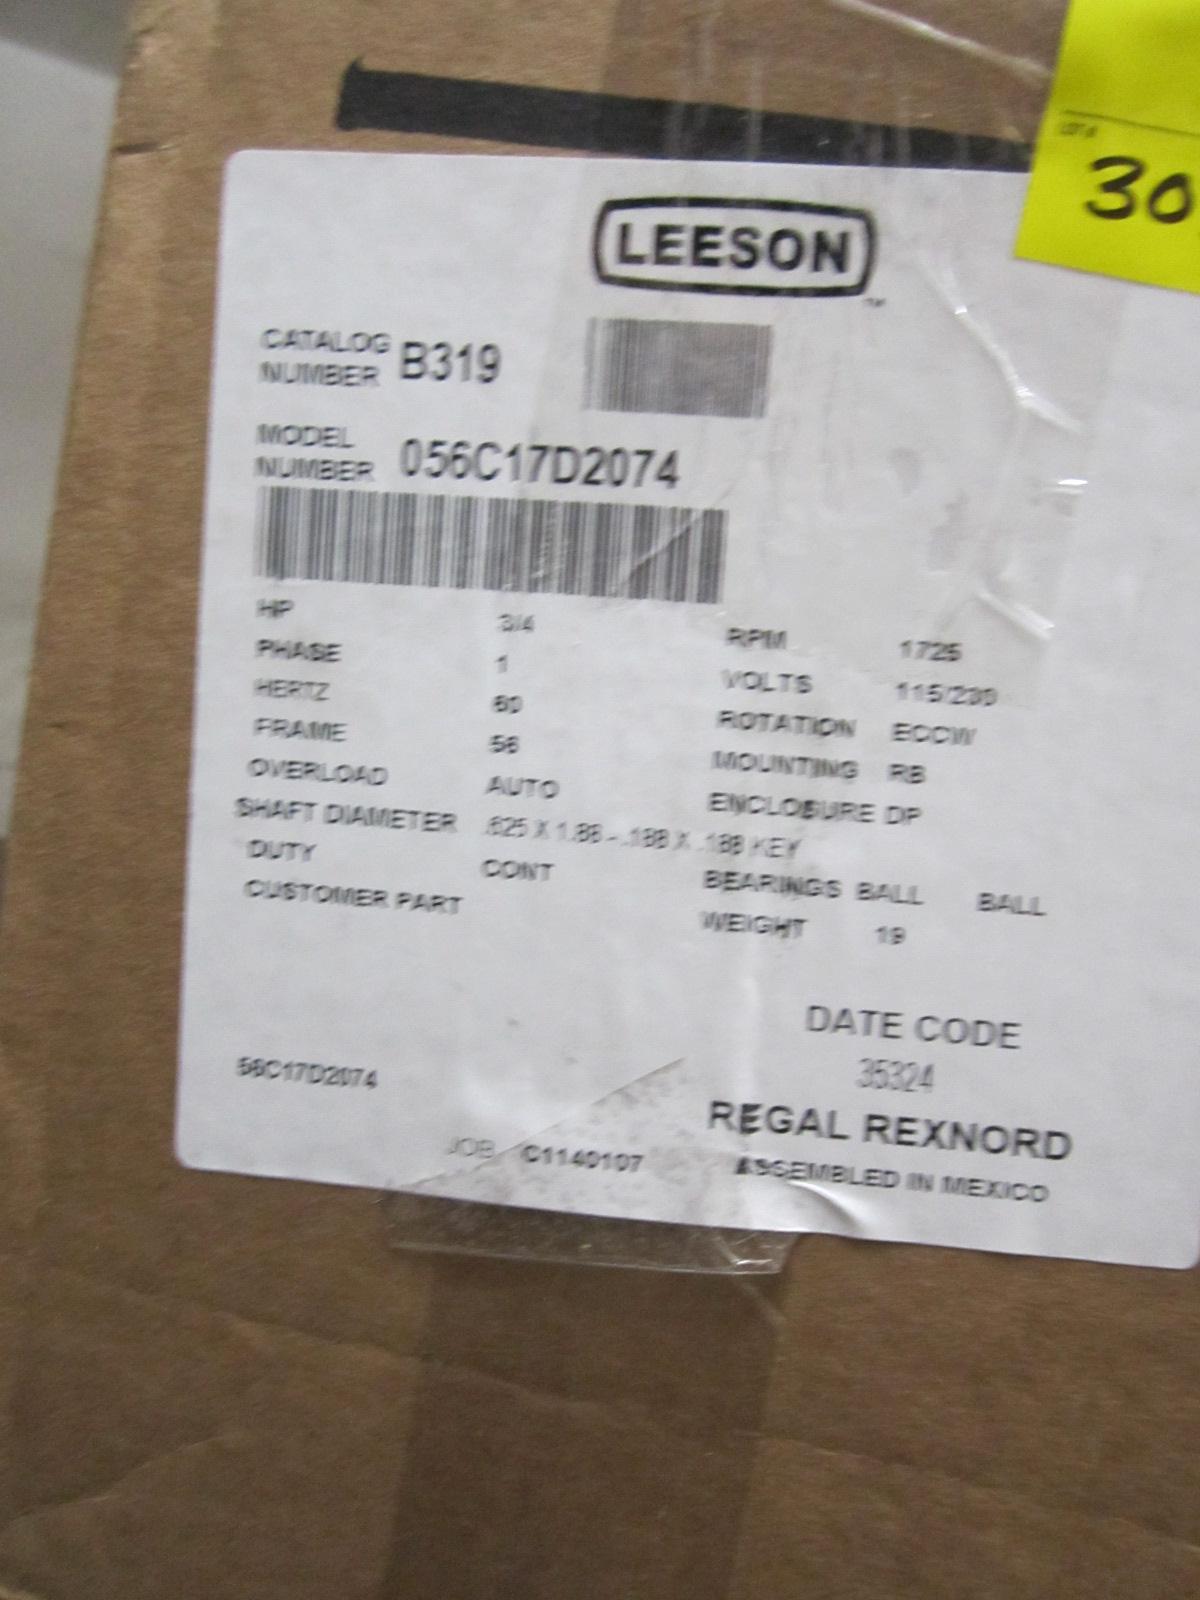 LOT #
30
LEESON
TM
CATALOG NUMBER B319
MODEL NUMBER 056C17D2074
HP 3/4 RPM 1725
PHASE 1 VOLTS 115/230
HERTZ 60 ROTATION ECCW
FRAME 56 MOUNTING RB
OVERLOAD AUTO ENCLOSURE DP
SHAFT DIAMETER .625 X 1.88 - .188 X .188 KEY
DUTY CONT BEARINGS BALL BALL
CUSTOMER PART WEIGHT 19
DATE CODE
35324
56C17D2074
REGAL REXNORD
JOB C1140107
ASSEMBLED IN MEXICO